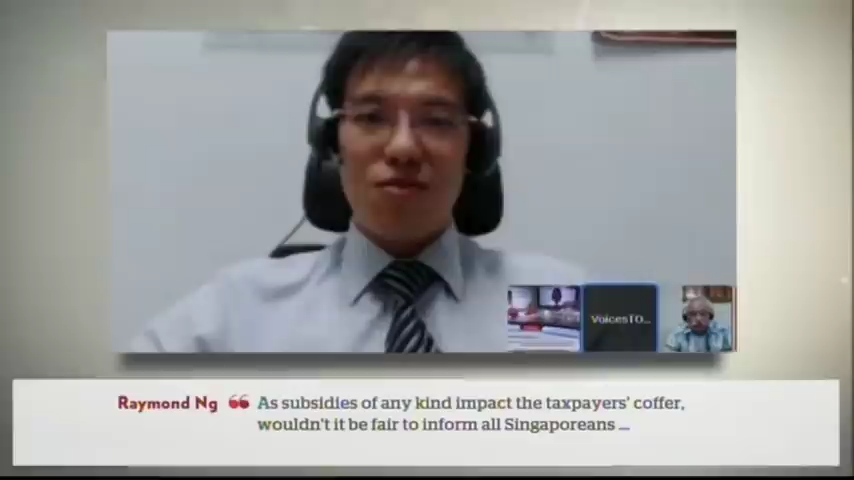 VoicesTO...
Raymond Ng ❝ As subsidies of any kind impact the taxpayers' coffer,
wouldn't it be fair to inform all Singaporeans ...